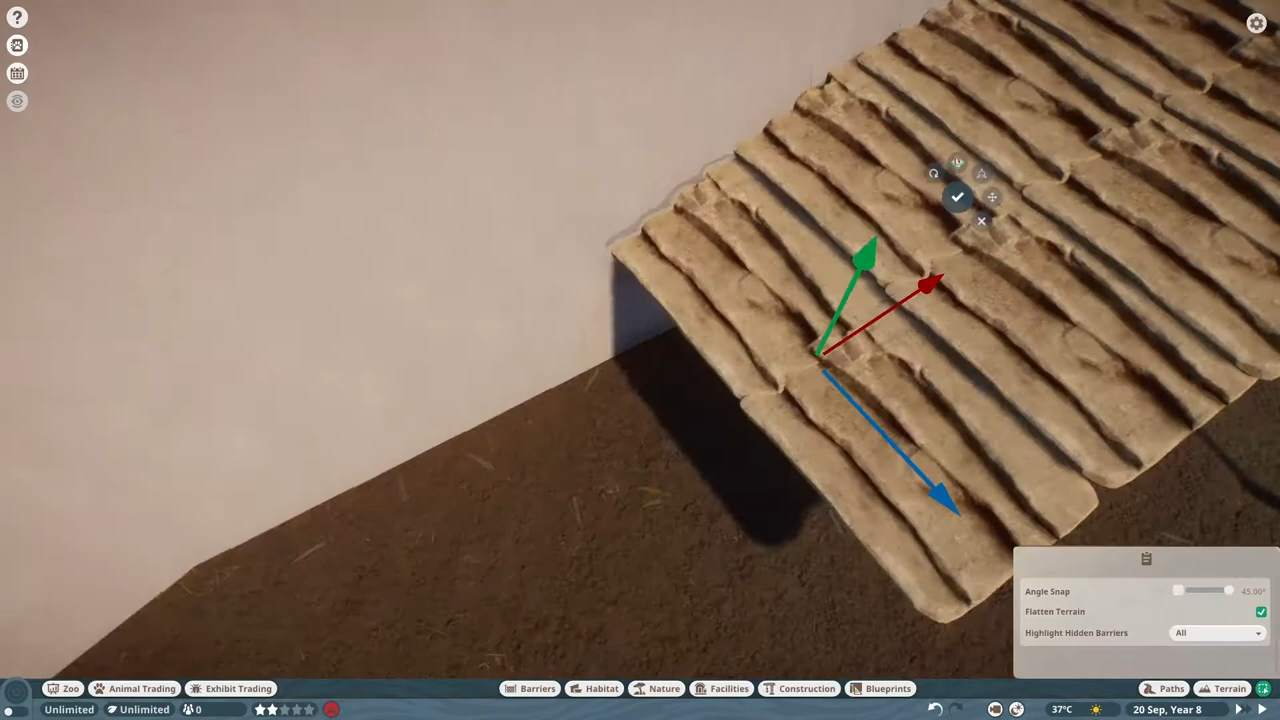 ?
Angle Snap 45.00°
Flatten Terrain
Highlight Hidden Barriers All
Zoo Animal Trading Exhibit Trading Barriers Habitat Nature Facilities Construction Blueprints Paths Terrain
Unlimited Unlimited 0 37°C 20 Sep, Year 8